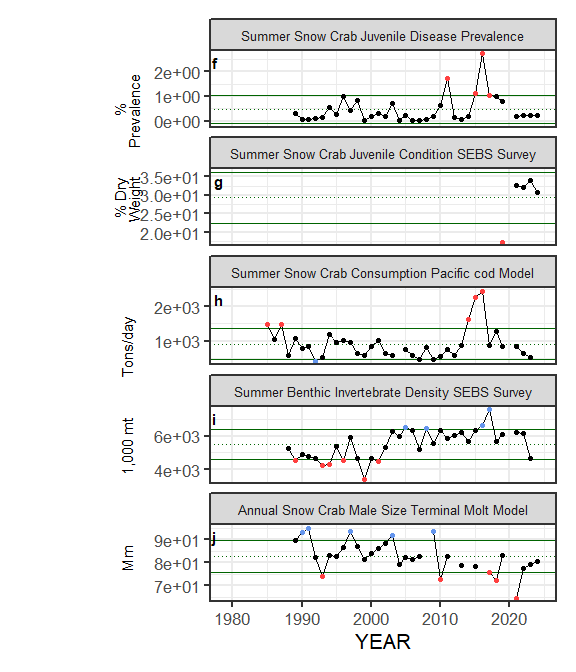 Summer Snow Crab Juvenile Disease Prevalence
f
2e+00
1e+00
0e+00
%
Prevalence
Summer Snow Crab Juvenile Condition SEBS Survey
g
3.5e+01
3.0e+01
2.5e+01
2.0e+01
% Dry
Weight
Summer Snow Crab Consumption Pacific cod Model
h
2e+03
1e+03
Tons/day
Summer Benthic Invertebrate Density SEBS Survey
i
6e+03
4e+03
1,000 mt
Annual Snow Crab Male Size Terminal Molt Model
j
9e+01
8e+01
7e+01
Mm
1980 1990 2000 2010 2020
YEAR